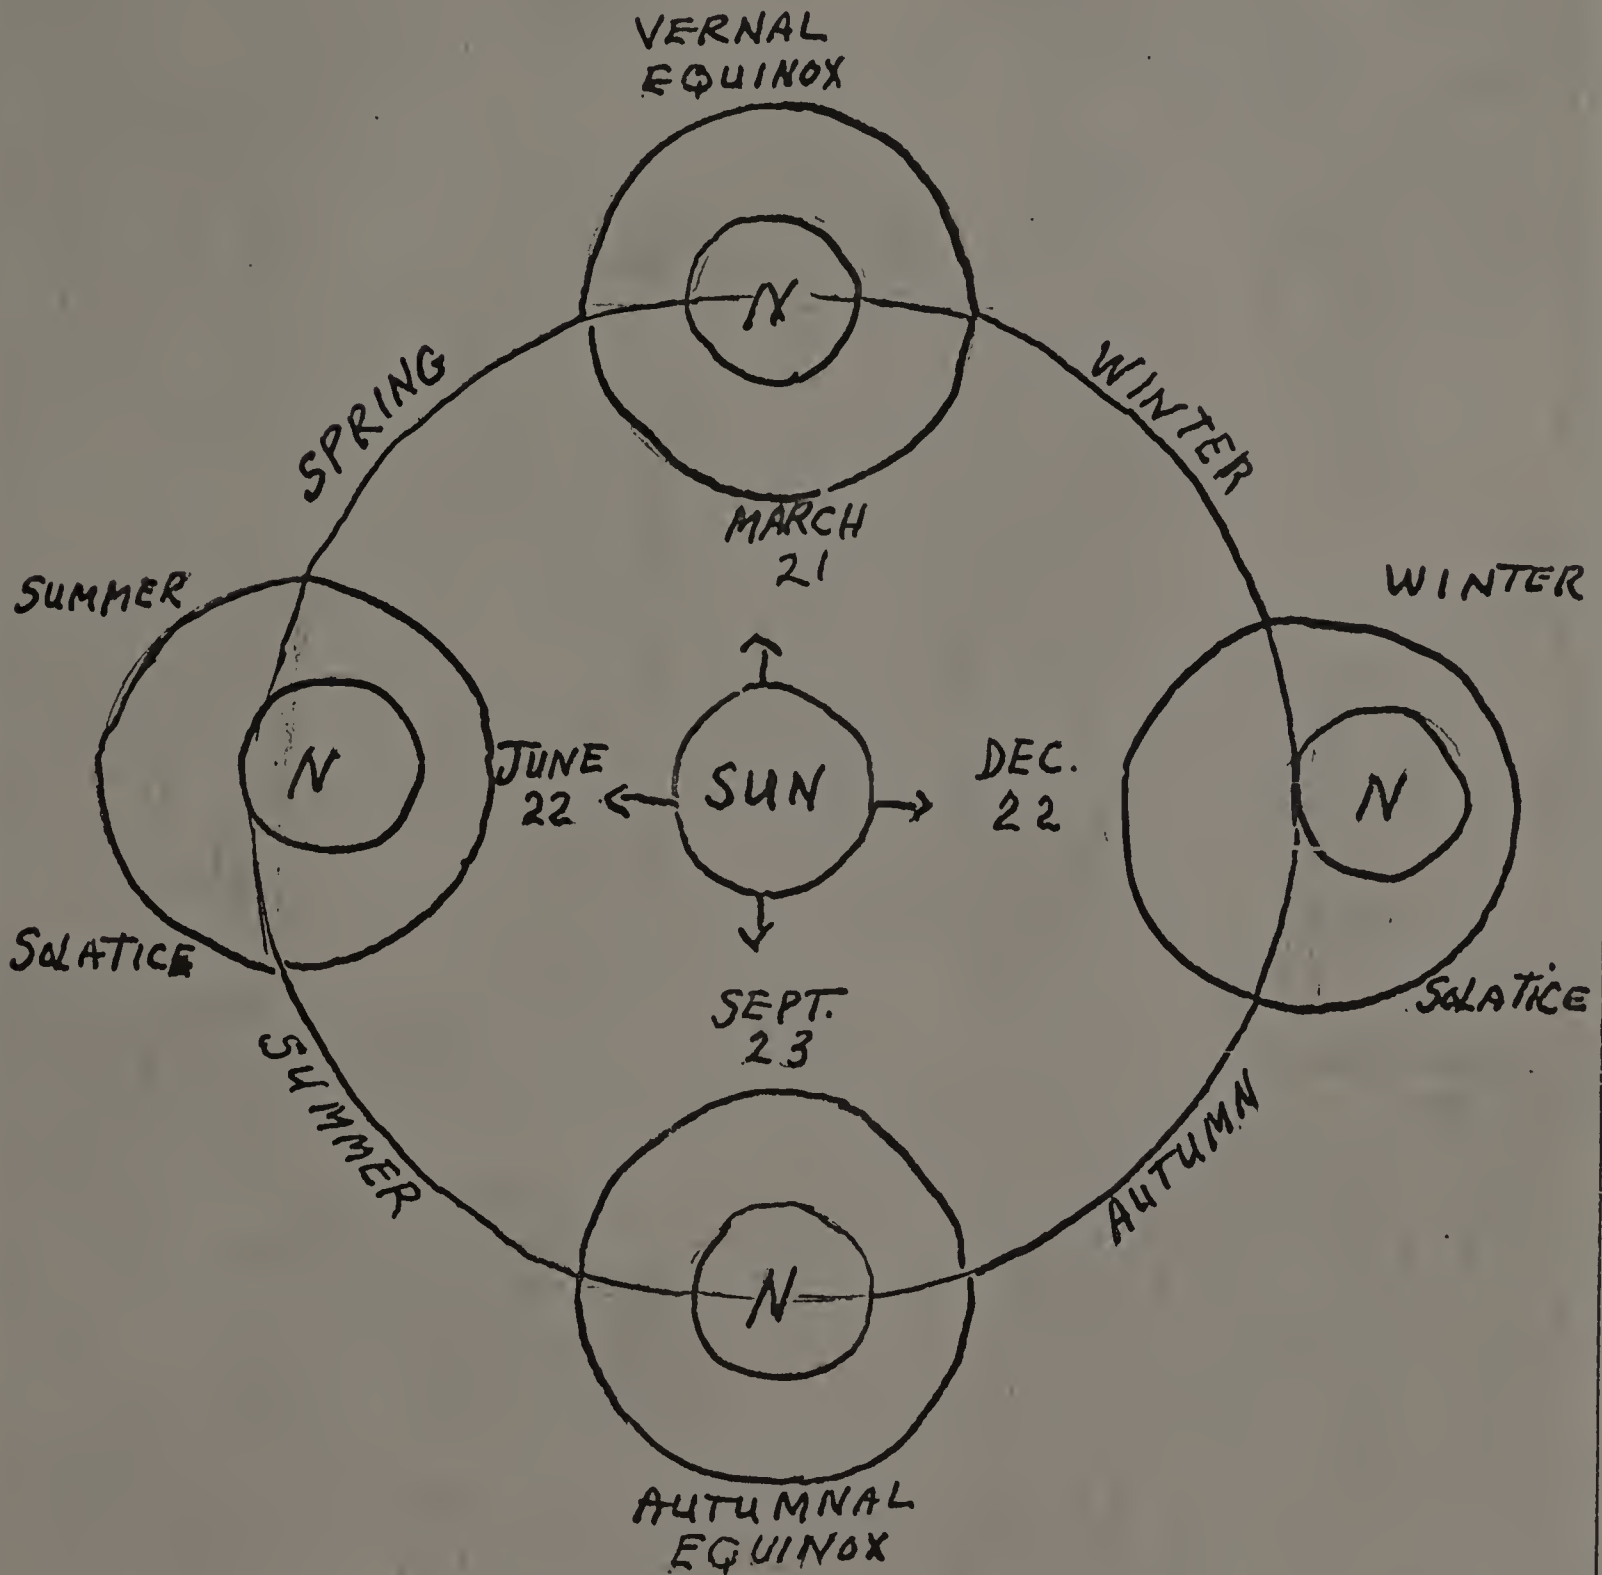 VERNAL
EQUINOX
N
SPRING
WINTER
MARCH
21
SUMMER
WINTER
N
JUNE
22
SUN
DEC.
22
N
SOLATICE
SOLATICE
SEPT.
23
SUMMER
AUTUMN
N
AUTUMNAL
EQUINOX